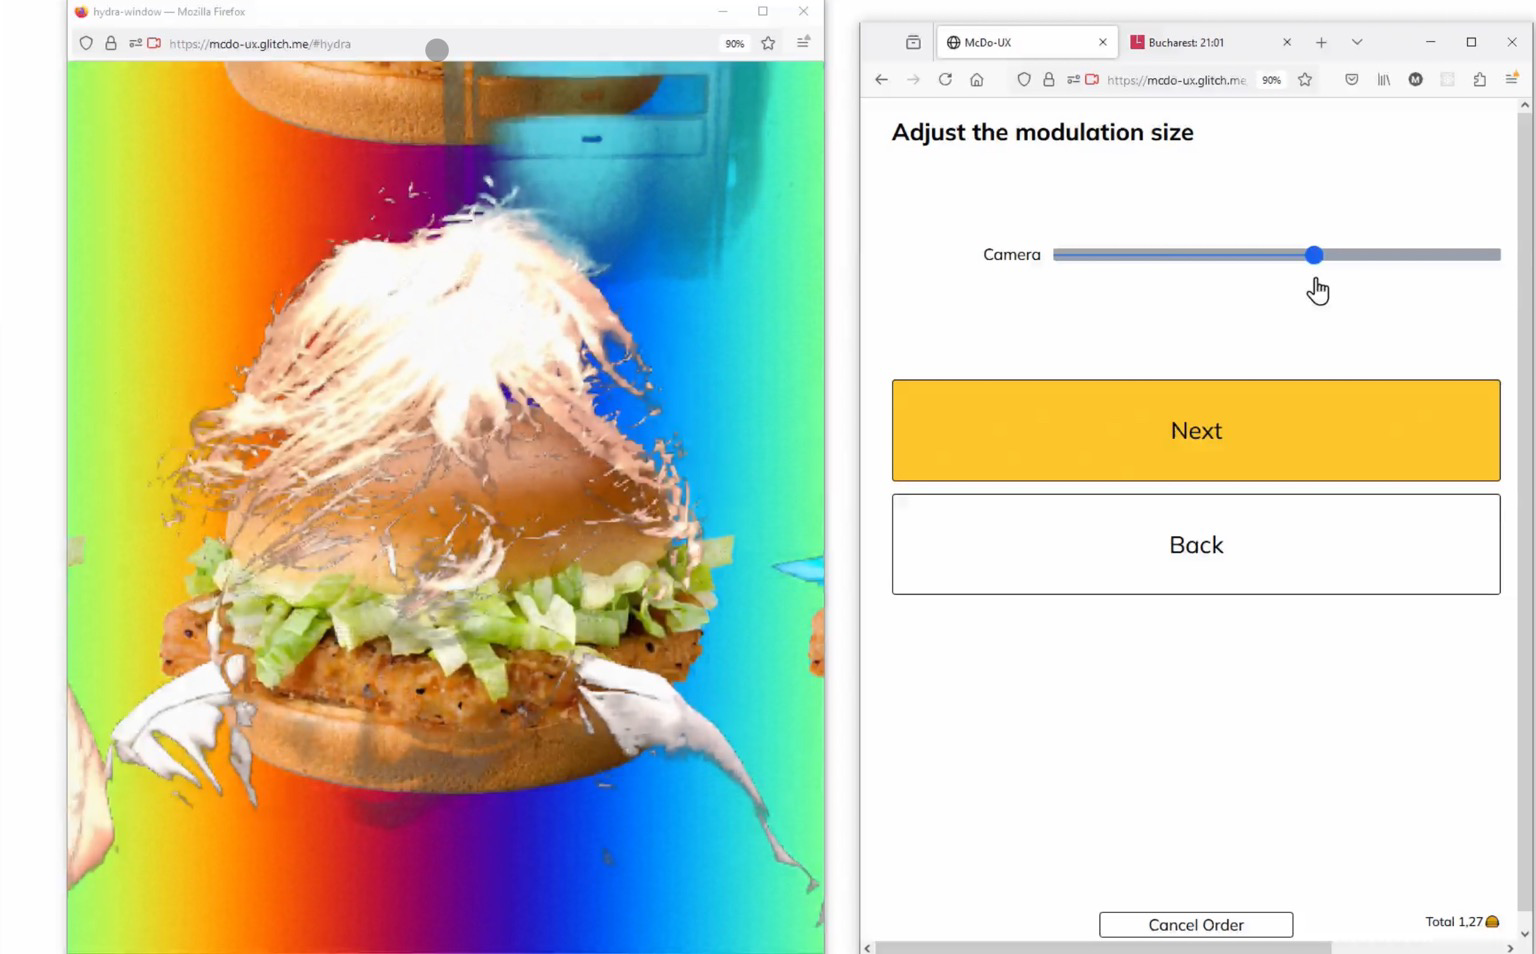 hydra-window — Mozilla Firefox
https://mcdo-ux.glitch.me/#hydra
90%
McDo-UX
Bucharest: 21:01
https://mcdo-ux.glitch.me
90%
Adjust the modulation size
Camera
Next
Back
Cancel Order
Total 1,27